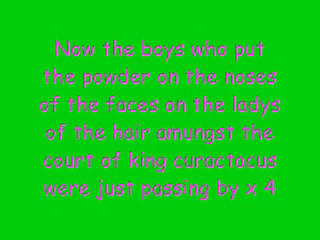 Now the boys who put
the powder on the noses
of the faces on the ladys
of the hair amungst the
court of king curactacus
were just passing by x 4